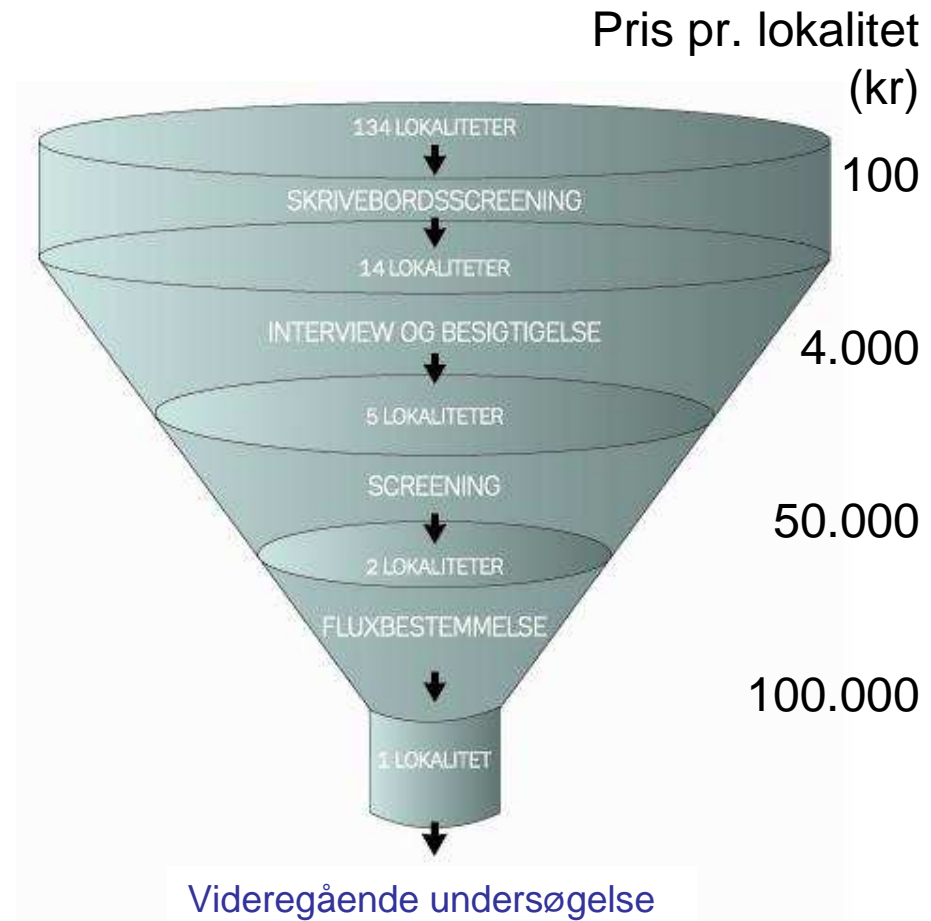 Pris pr. lokalitet
(kr)
134 LOKALITETER
100
SKRIVEBORDSSCREENING
14 LOKALITETER
INTERVIEW OG BESIGTIGELSE
4.000
5 LOKALITETER
SCREENING
50.000
2 LOKALITETER
FLUXBESTEMMELSE
100.000
1 LOKALITET
Videregående undersøgelse